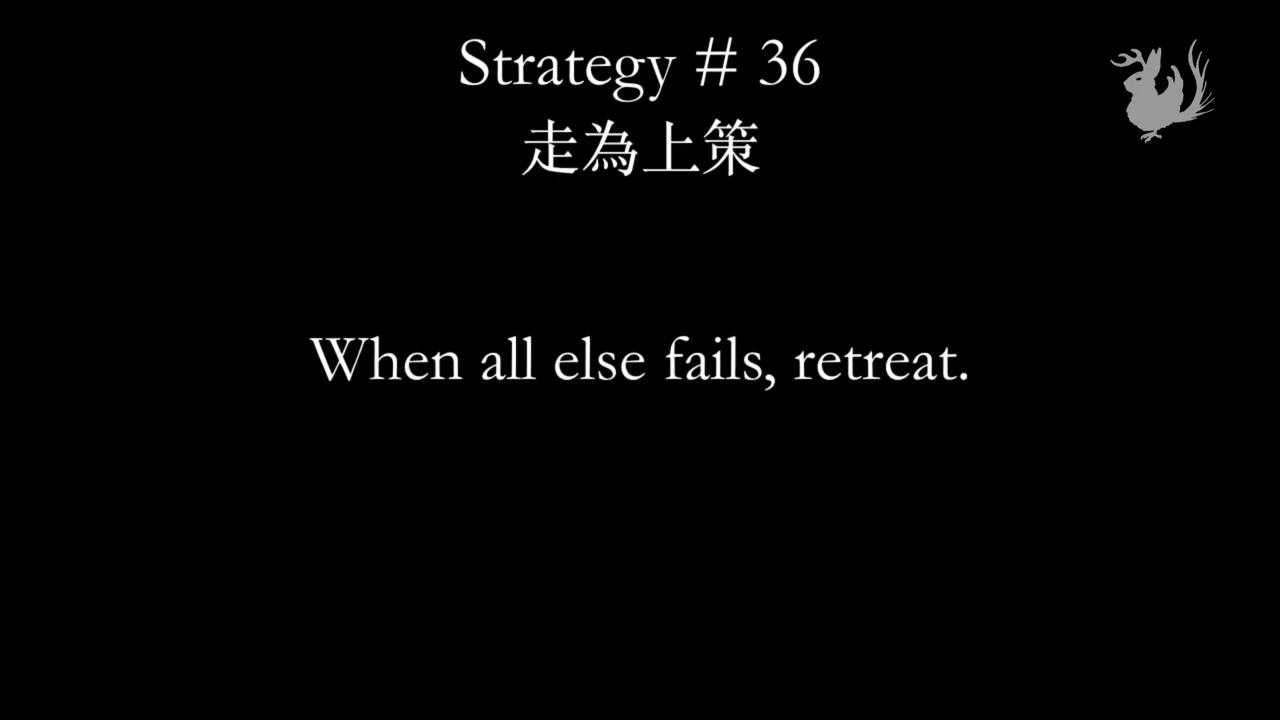 Strategy # 36
走為上策
When all else fails, retreat.